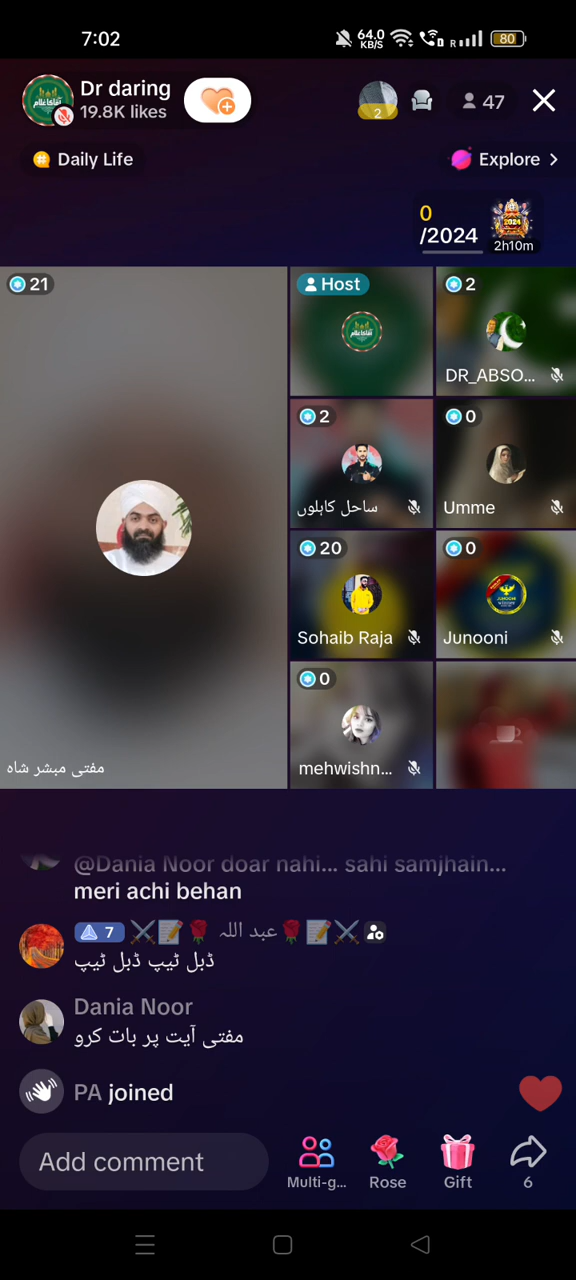 7:02
64.0
KB/S
R
80
Dr daring
19.8K likes
2
47
Daily Life
Explore
0
/2024
2024
2h10m
21
مفتی مبشر شاہ
Host
2
DR_ABSO...
2
ساحل کاہلوں
0
Umme
20
Sohaib Raja
0
Junooni
0
mehwishn...
@Dania Noor doar nahi... sahi samjhain...
meri achi behan
7 عبد اللہ
ڈبل ٹیپ ڈبل ٹیپ
Dania Noor
مفتی آیت پر بات کرو
PA joined
Add comment
Multi-g...
Rose
Gift
6